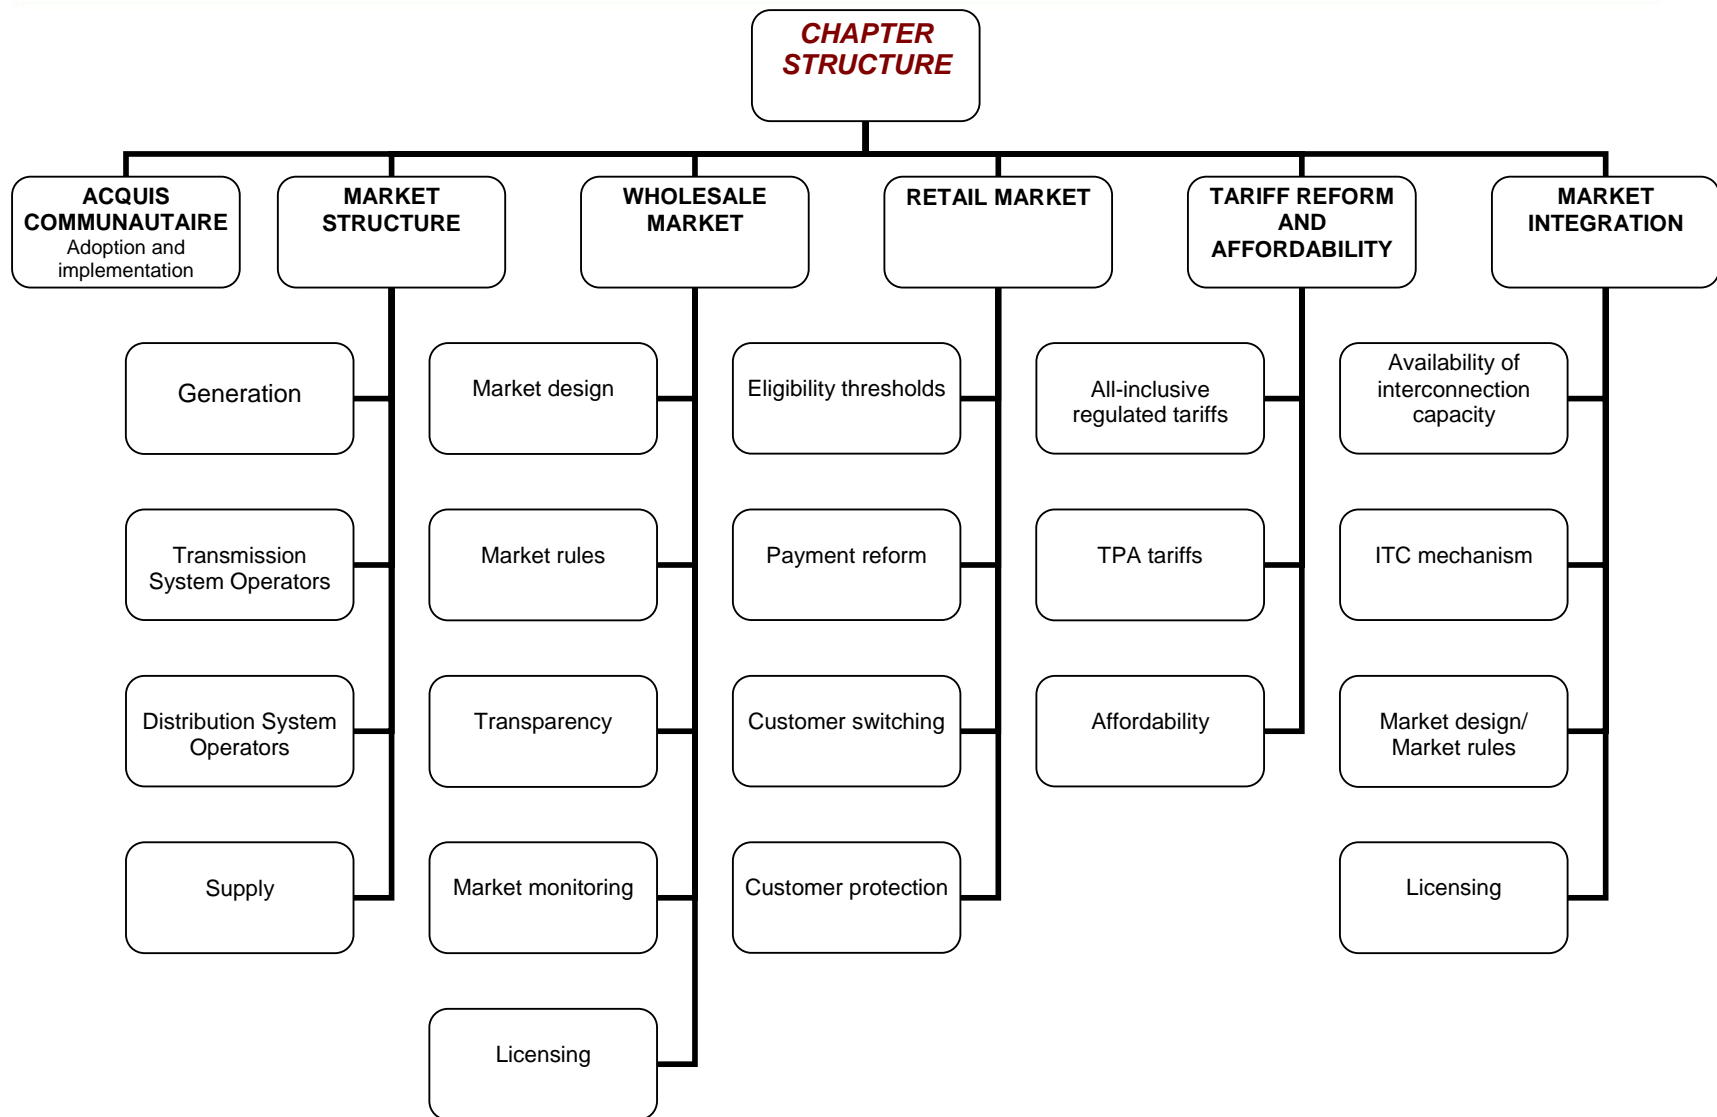 CHAPTER
STRUCTURE
ACQUIS
COMMUNAUTAIRE
Adoption and
implementation
MARKET
STRUCTURE
WHOLESALE
MARKET
RETAIL MARKET
TARIFF REFORM
AND
AFFORDABILITY
MARKET
INTEGRATION
Generation
Market design
Eligibility thresholds
All-inclusive
regulated tariffs
Availability of
interconnection
capacity
Transmission
System Operators
Market rules
Payment reform
TPA tariffs
ITC mechanism
Distribution System
Operators
Transparency
Customer switching
Affordability
Market design/
Market rules
Supply
Market monitoring
Customer protection
Licensing
Licensing